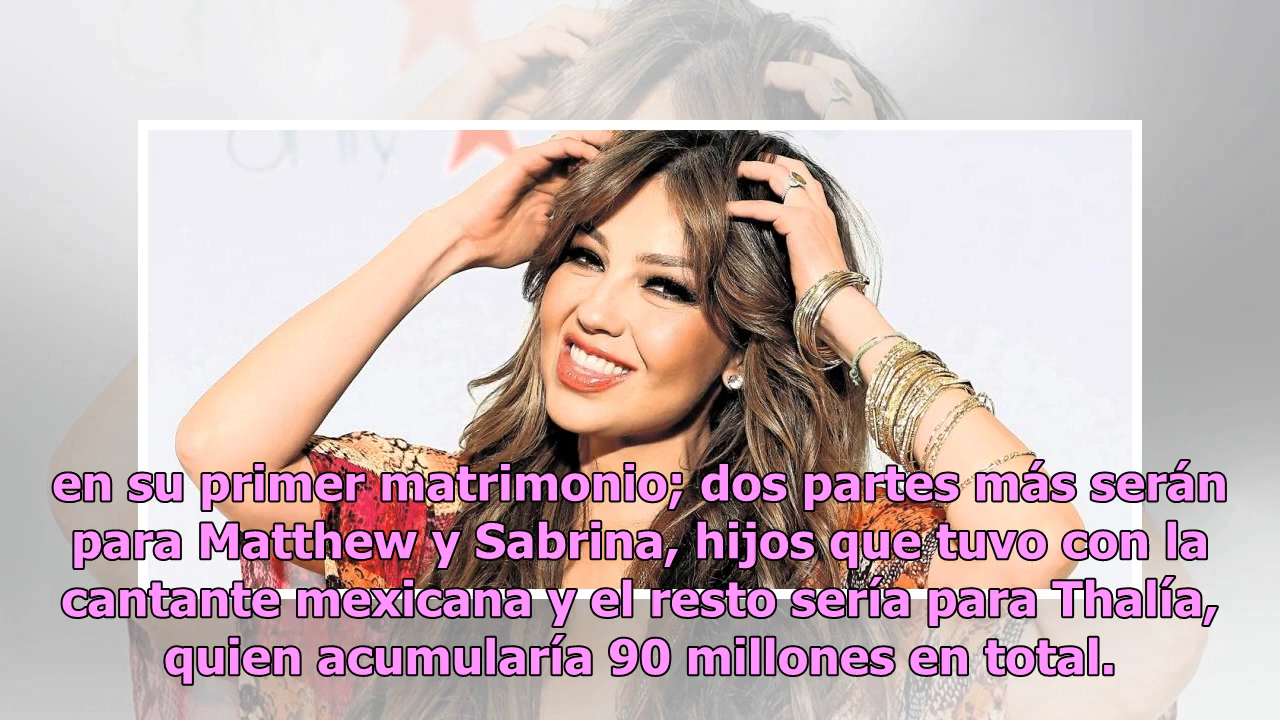 only
en su primer matrimonio; dos partes más serán
para Matthew y Sabrina, hijos que tuvo con la
cantante mexicana y el resto sería para Thalía,
quien acumularía 90 millones en total.